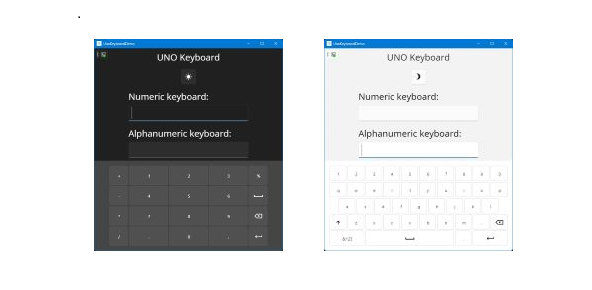 UnoKeyboardDemo
UNO Keyboard
Numeric keyboard:
Alphanumeric keyboard:
+ 1 2 3 %
- 4 5 6
* 7 8 9
/ . 0 ,
UnoKeyboardDemo
UNO Keyboard
Numeric keyboard:
Alphanumeric keyboard:
1 2 3 4 5 6 7 8 9 0
q w e r t y u i o p
a s d f g h j k l
z x c v b n m